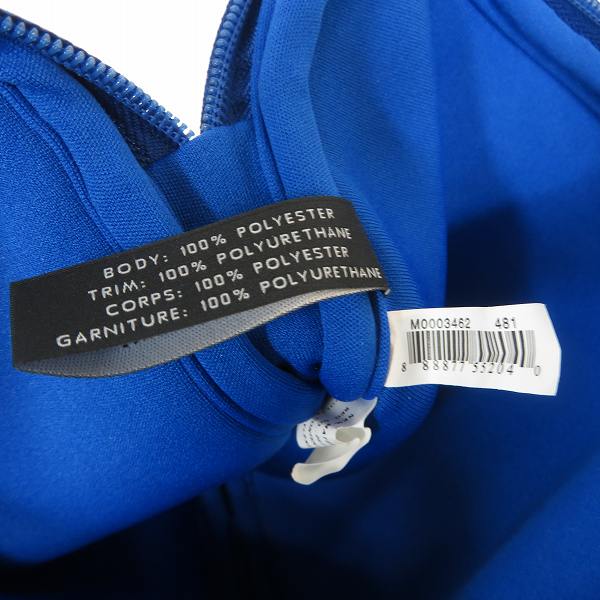 BODY: 100% POLYESTER
TRIM: 100% POLYURETHANE
CORPS: 100% POLYESTER
GARNITURE: 100% POLYURETHANE
M0003462 481
8 88877 55204 0